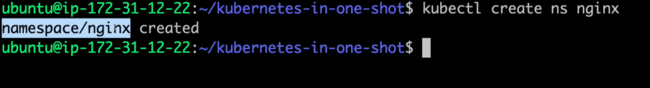 ubuntu@ip-172-31-12-22:~/kubernetes-in-one-shot$ kubectl create ns nginx
namespace/nginx created
ubuntu@ip-172-31-12-22:~/kubernetes-in-one-shot$